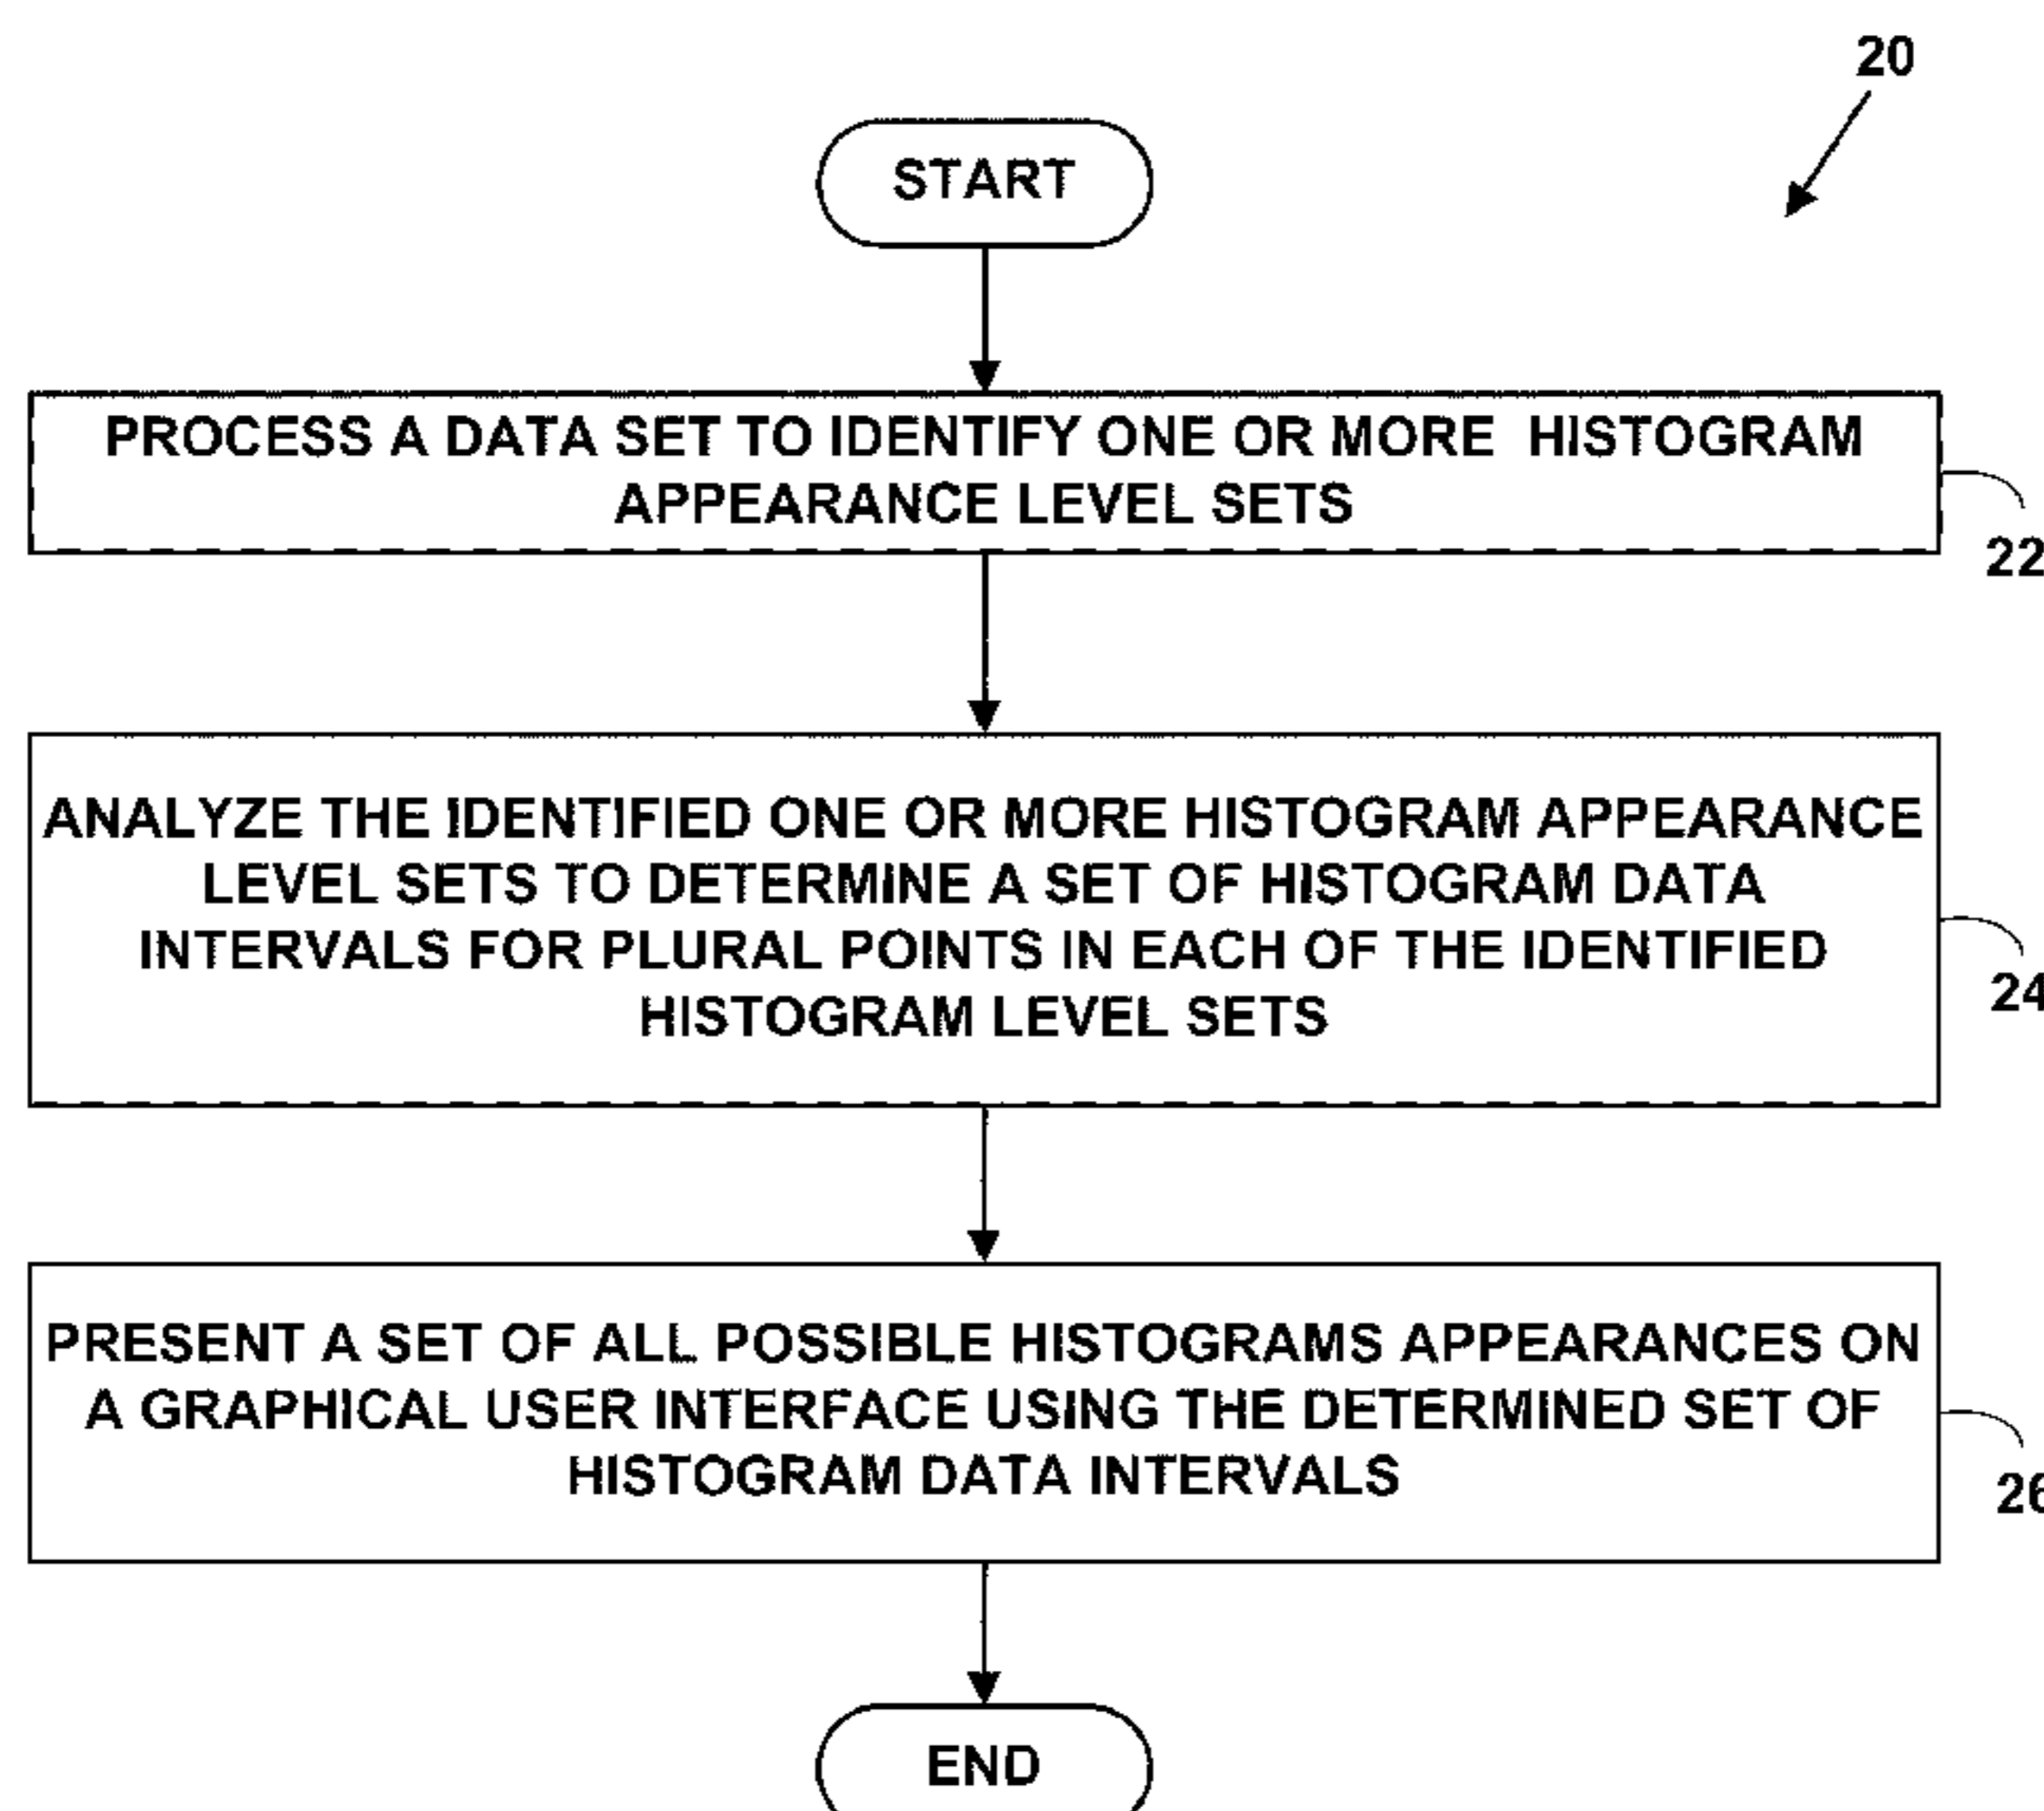 20
START
PROCESS A DATA SET TO IDENTIFY ONE OR MORE HISTOGRAM
APPEARANCE LEVEL SETS
22
ANALYZE THE IDENTIFIED ONE OR MORE HISTOGRAM APPEARANCE
LEVEL SETS TO DETERMINE A SET OF HISTOGRAM DATA
INTERVALS FOR PLURAL POINTS IN EACH OF THE IDENTIFIED
HISTOGRAM LEVEL SETS
24
PRESENT A SET OF ALL POSSIBLE HISTOGRAMS APPEARANCES ON
A GRAPHICAL USER INTERFACE USING THE DETERMINED SET OF
HISTOGRAM DATA INTERVALS
26
END